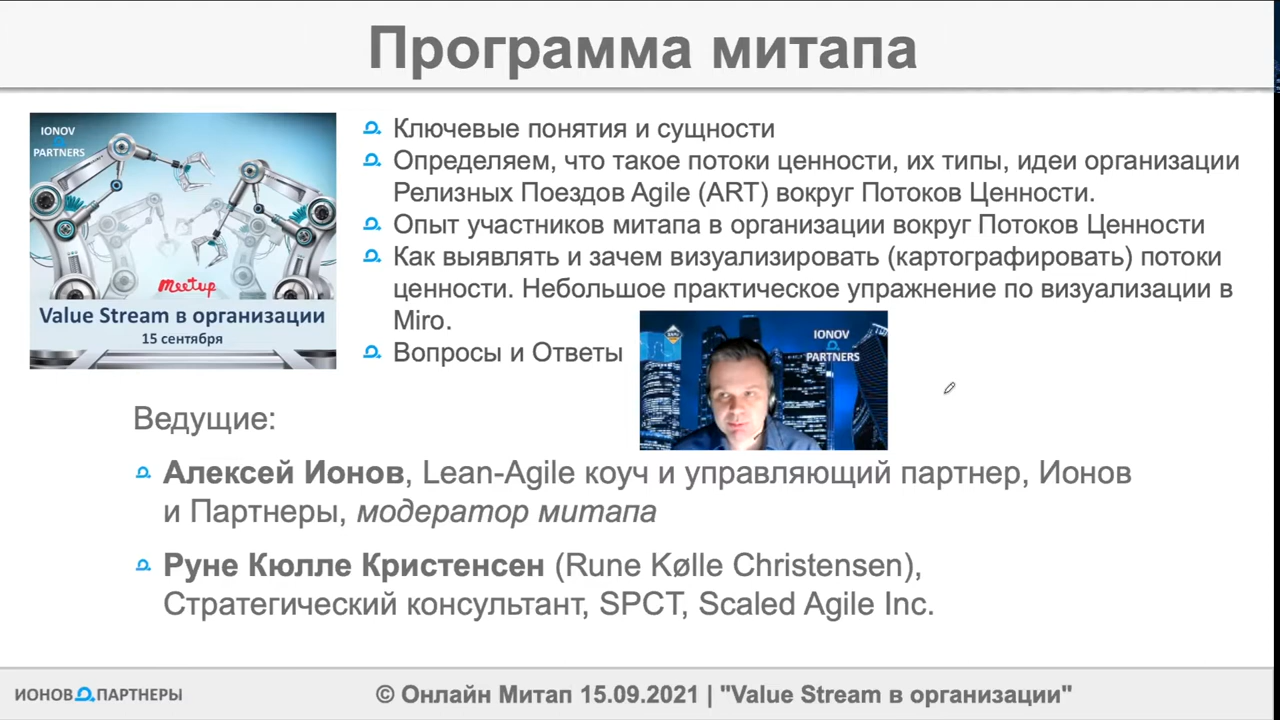 Программа митапа
IONOV
PARTNERS
meetup
Value Stream в организации
15 сентября
Ключевые понятия и сущности
Определяем, что такое потоки ценности, их типы, идеи организации
Релизных Поездов Agile (ART) вокруг Потоков Ценности.
Опыт участников митапа в организации вокруг Потоков Ценности
Как выявлять и зачем визуализировать (картографировать) потоки
ценности. Небольшое практическое упражнение по визуализации в
Miro.
Вопросы и Ответы
IONOV
PARTNERS
Ведущие:
Алексей Ионов, Lean-Agile коуч и управляющий партнер, Ионов
и Партнеры, модератор митапа
Руне Кюлле Кристенсен (Rune Kølle Christensen),
Стратегический консультант, SPCT, Scaled Agile Inc.
ИОНОВ ПАРТНЕРЫ
© Онлайн Митап 15.09.2021 | "Value Stream в организации"